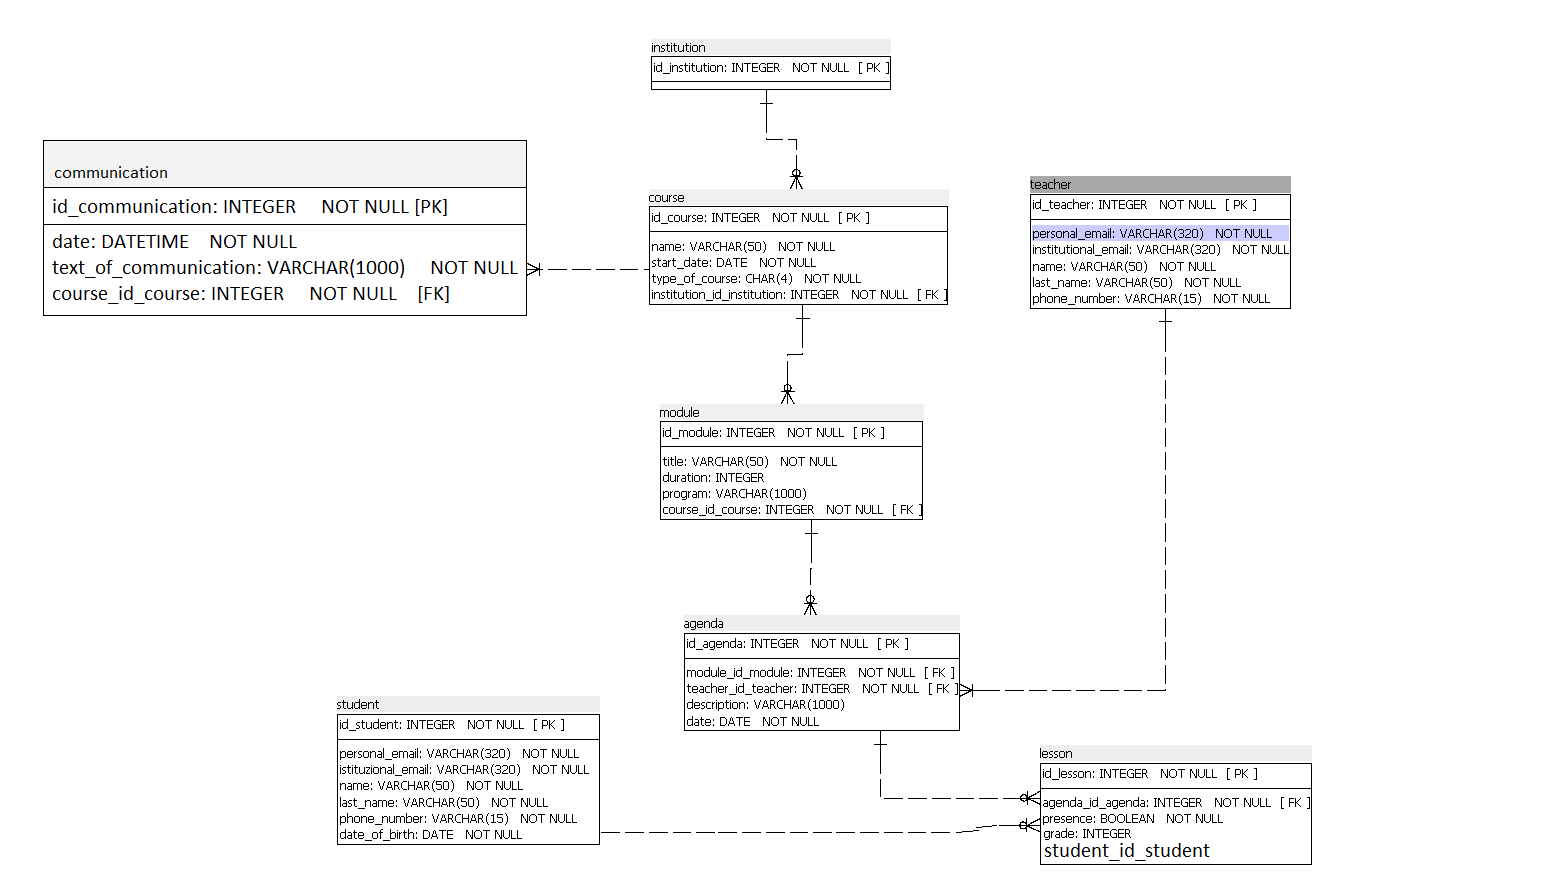 institution
id_institution: INTEGER NOT NULL [ PK ]
communication
id_communication: INTEGER NOT NULL [PK]
date: DATETIME NOT NULL
text_of_communication: VARCHAR(1000) NOT NULL
course_id_course: INTEGER NOT NULL [FK]
course
id_course: INTEGER NOT NULL [ PK ]
name: VARCHAR(50) NOT NULL
start_date: DATE NOT NULL
type_of_course: CHAR(4) NOT NULL
institution_id_institution: INTEGER NOT NULL [ FK ]
teacher
id_teacher: INTEGER NOT NULL [ PK ]
personal_email: VARCHAR(320) NOT NULL
institutional_email: VARCHAR(320) NOT NULL
name: VARCHAR(50) NOT NULL
last_name: VARCHAR(50) NOT NULL
phone_number: VARCHAR(15) NOT NULL
module
id_module: INTEGER NOT NULL [ PK ]
title: VARCHAR(50) NOT NULL
duration: INTEGER
program: VARCHAR(1000)
course_id_course: INTEGER NOT NULL [ FK ]
agenda
id_agenda: INTEGER NOT NULL [ PK ]
module_id_module: INTEGER NOT NULL [ FK ]
teacher_id_teacher: INTEGER NOT NULL [ FK ]
description: VARCHAR(1000)
date: DATE NOT NULL
student
id_student: INTEGER NOT NULL [ PK ]
personal_email: VARCHAR(320) NOT NULL
istituzional_email: VARCHAR(320) NOT NULL
name: VARCHAR(50) NOT NULL
last_name: VARCHAR(50) NOT NULL
phone_number: VARCHAR(15) NOT NULL
date_of_birth: DATE NOT NULL
lesson
id_lesson: INTEGER NOT NULL [ PK ]
agenda_id_agenda: INTEGER NOT NULL [ FK ]
presence: BOOLEAN NOT NULL
grade: INTEGER
student_id_student